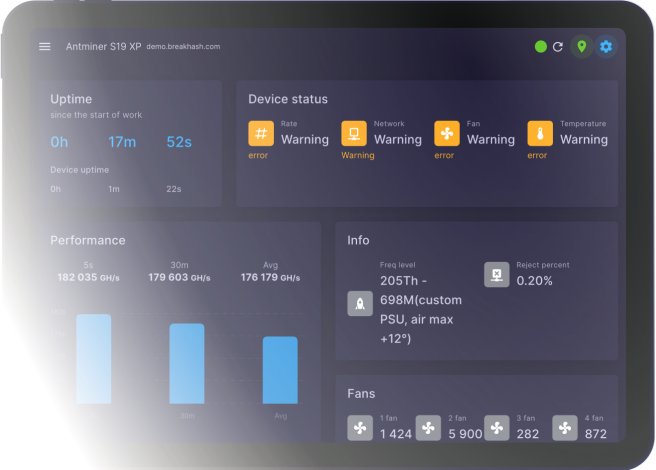 Antminer S19 XP demo.breakhash.com
Uptime
since the start of work
0h 17m 52s
Device uptime
0h 1m 22s
Device status
Rate
Warning
error
Network
Warning
Warning
Fan
Warning
error
Temperature
Warning
error
Performance
5s 30m Avg
182 035 GH/s 179 603 GH/s 176 179 GH/s
30m Avg
Info
Freq level
205Th -
698M(custom
PSU, air max
+12°)
Reject percent
0.20%
Fans
1 fan 2 fan 3 fan 4 fan
1 424 5 900 282 872